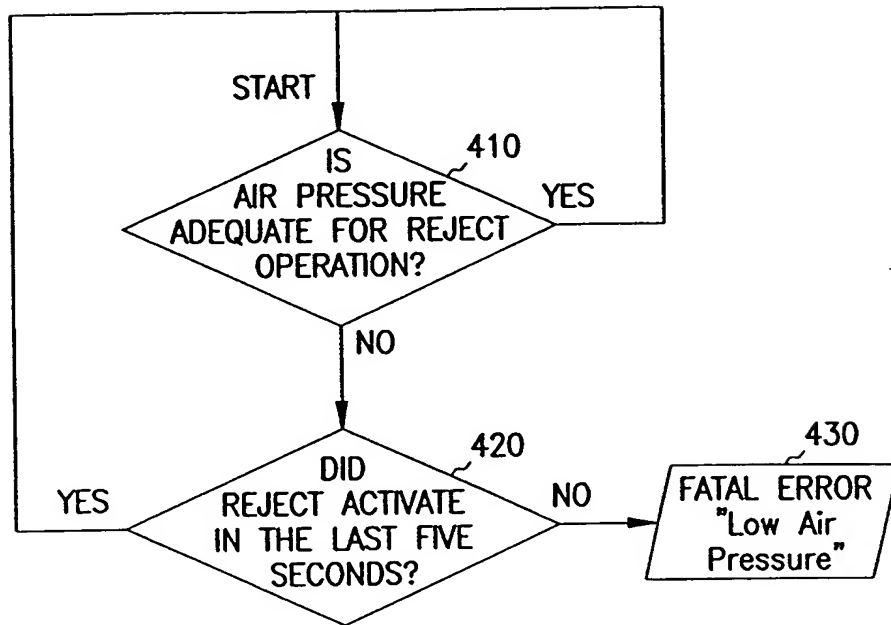 START
IS
AIR PRESSURE
ADEQUATE FOR REJECT
OPERATION?
410
YES
NO
DID
REJECT ACTIVATE
IN THE LAST FIVE
SECONDS?
420
YES
NO
430
FATAL ERROR
"Low Air
Pressure"